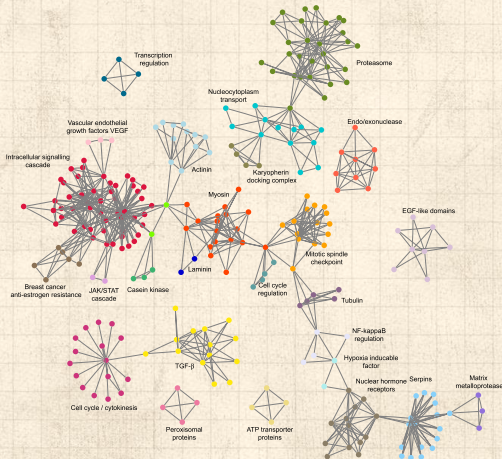 Transcription
regulation
Proteasome
Nucleocytoplasm
transport
Vascular endothelial
growth factors VEGF
Endo/exonuclease
Intracellular signalling
cascade
Actinin
Karyopherin
docking complex
Myosin
EGF-like domains
Mitotic spindle
checkpoint
Laminin
Breast cancer
anti-estrogen resistance
JAK/STAT
cascade
Casein kinase
Cell cycle
regulation
Tubulin
NF-kappaB
regulation
Hypoxia inducable
factor
TGF-β
Nuclear hormone
receptors
Serpins
Matrix
metalloprotease
Cell cycle / cytokinesis
Peroxisomal
proteins
ATP transporter
proteins